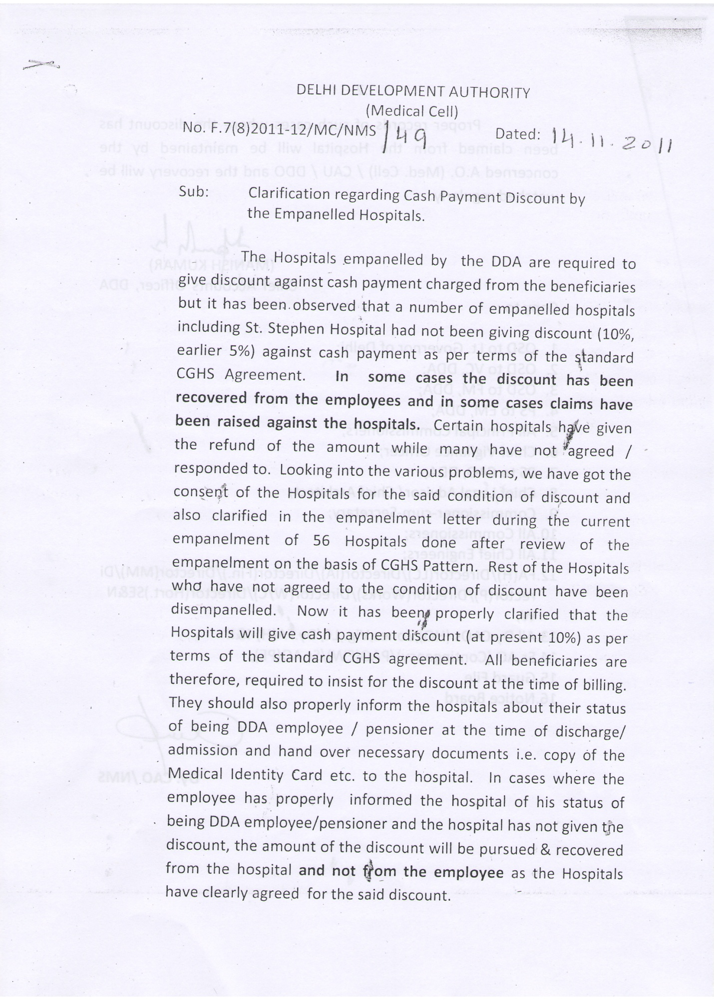 DELHI DEVELOPMENT AUTHORITY
(Medical Cell)
No. F.7(8)2011-12/MC/NMS/149 Dated: 14.11.2011
Sub: Clarification regarding Cash Payment Discount by
the Empanelled Hospitals.
The Hospitals empanelled by the DDA are required to
give discount against cash payment charged from the beneficiaries
but it has been observed that a number of empanelled hospitals
including St. Stephen Hospital had not been giving discount (10%,
earlier 5%) against cash payment as per terms of the standard
CGHS Agreement. In some cases the discount has been
recovered from the employees and in some cases claims have
been raised against the hospitals. Certain hospitals have given
the refund of the amount while many have not agreed /
responded to. Looking into the various problems, we have got the
consent of the Hospitals for the said condition of discount and
also clarified in the empanelment letter during the current
empanelment of 56 Hospitals done after review of the
empanelment on the basis of CGHS Pattern. Rest of the Hospitals
who have not agreed to the condition of discount have been
disempanelled. Now it has been properly clarified that the
Hospitals will give cash payment discount (at present 10%) as per
terms of the standard CGHS agreement. All beneficiaries are
therefore, required to insist for the discount at the time of billing.
They should also properly inform the hospitals about their status
of being DDA employee / pensioner at the time of discharge/
admission and hand over necessary documents i.e. copy of the
Medical Identity Card etc. to the hospital. In cases where the
employee has properly informed the hospital of his status of
being DDA employee/pensioner and the hospital has not given the
discount, the amount of the discount will be pursued & recovered
from the hospital and not from the employee as the Hospitals
have clearly agreed for the said discount.